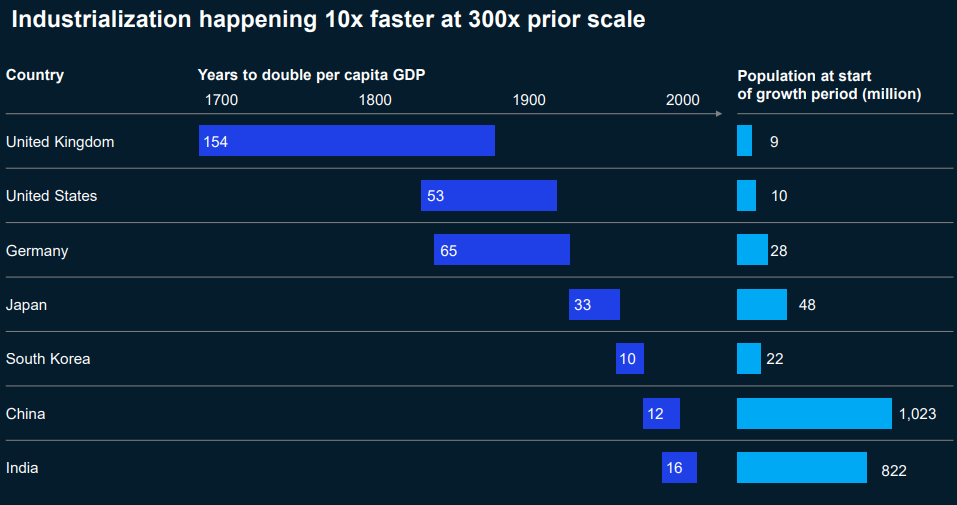 Industrialization happening 10x faster at 300x prior scale
Country
Years to double per capita GDP
Population at start
of growth period (million)
1700 1800 1900 2000
United Kingdom 154 9
United States 53 10
Germany 65 28
Japan 33 48
South Korea 10 22
China 12 1,023
India 16 822